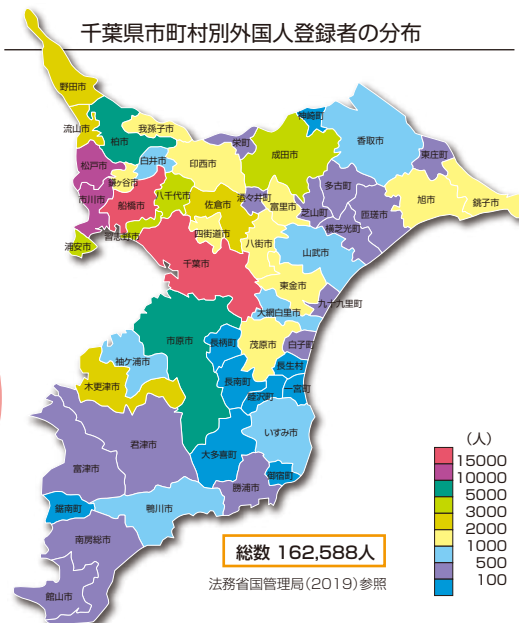 千葉県市町村別外国人登録者の分布
野田市
流山市
柏市
我孫子市
松戸市
白井市
印西市
栄町
成田市
神崎町
香取市
東庄町
鎌ケ谷市
市川市
船橋市
八千代市
佐倉市
酒々井町
富里市
多古町
芝山町
匝瑳市
横芝光町
旭市
銚子市
浦安市
習志野市
四街道市
八街市
山武市
千葉市
東金市
九十九里町
大網白里市
市原市
長柄町
茂原市
白子町
袖ケ浦市
長南町
長生村
木更津市
睦沢町
一宮町
君津市
大多喜町
いすみ市
富津市
勝浦市
御宿町
鋸南町
鴨川市
南房総市
館山市
（人）
15000
10000
5000
3000
2000
1000
500
100
総数 162,588人
法務省国管理局（2019）参照